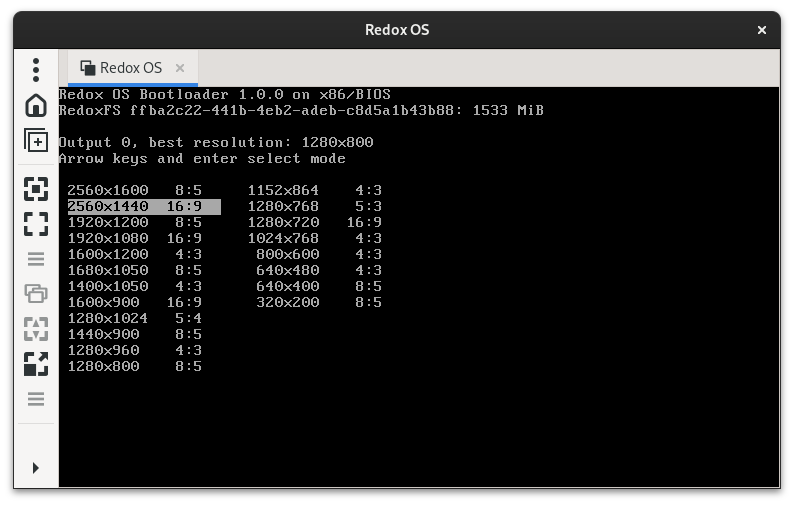 Redox OS
Redox OS
Redox OS Bootloader 1.0.0 on x86/BIOS
RedoxFS ffba2c22-441b-4eb2-adeb-c8d5a1b43b88: 1533 MiB
Output 0, best resolution: 1280x800
Arrow keys and enter select mode
2560x1600 8:5 1152x864 4:3
2560x1440 16:9 1280x768 5:3
1920x1200 8:5 1280x720 16:9
1920x1080 16:9 1024x768 4:3
1600x1200 4:3 800x600 4:3
1680x1050 8:5 640x480 4:3
1400x1050 4:3 640x400 8:5
1600x900 16:9 320x200 8:5
1280x1024 5:4
1440x900 8:5
1280x960 4:3
1280x800 8:5